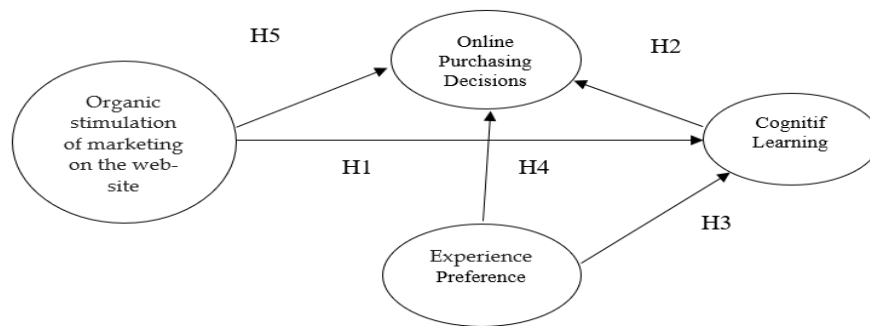 H5
Online
Purchasing
Decisions
H2
Organic
stimulation
of marketing
on the web-
site
Cognitif
Learning
H1
H4
H3
Experience
Preference